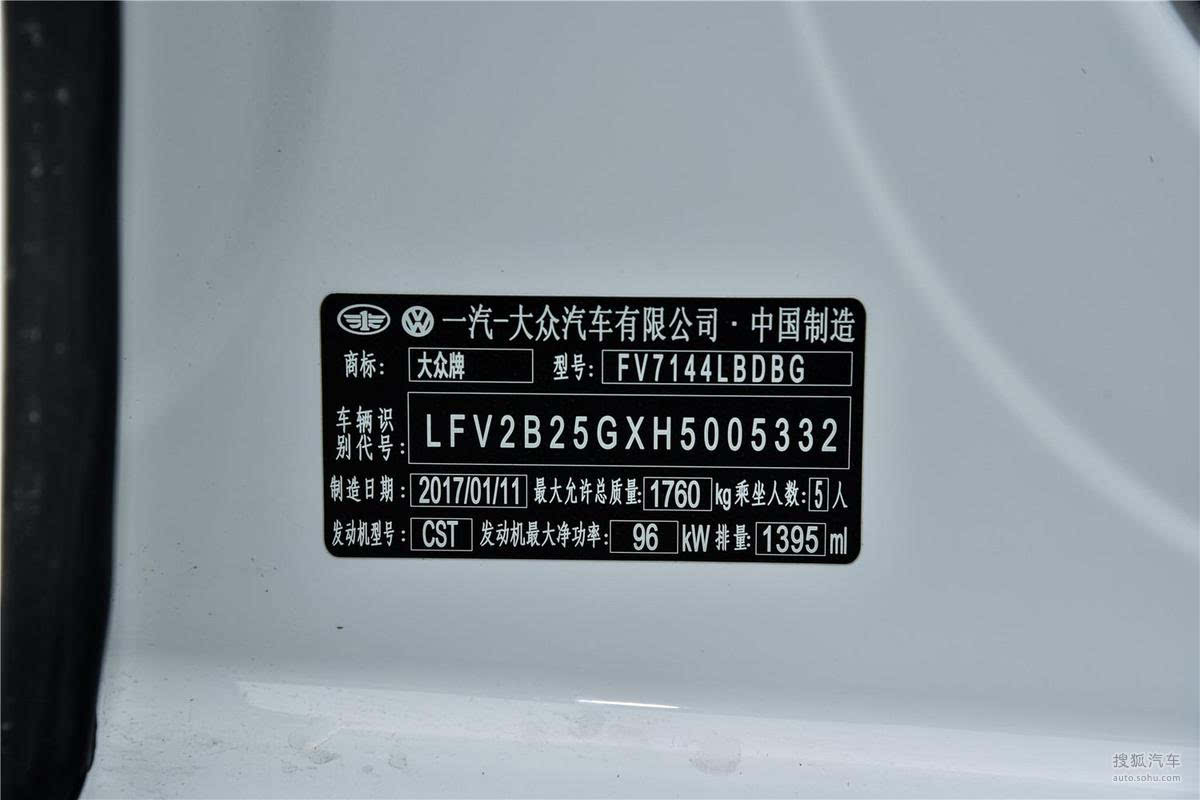 一汽-大众汽车有限公司·中国制造
商标: 大众牌 型号: FV7144LBDBG
车辆识别代号: LFV2B25GXH5005332
制造日期: 2017/01/11 最大允许总质量: 1760 kg 乘坐人数: 5 人
发动机型号: CST 发动机最大净功率: 96 kW 排量: 1395 ml
搜狐汽车
auto.sohu.com